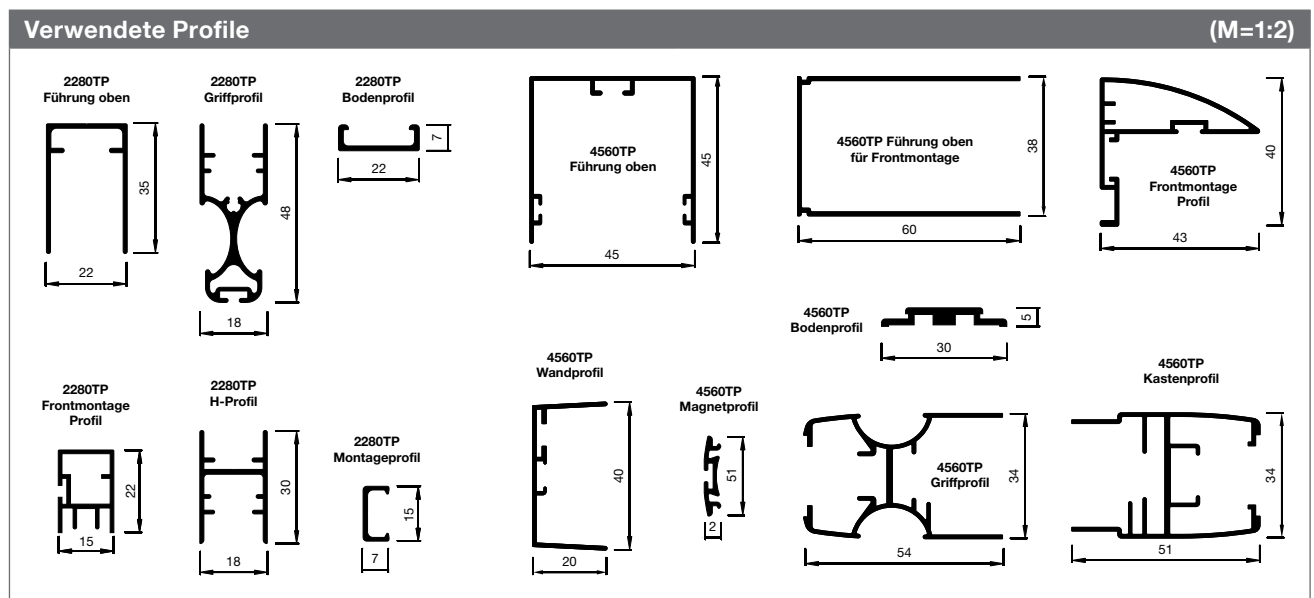 Verwendete Profile
(M=1:2)
2280TP
Führung oben
35
22
2280TP
Griffprofil
48
18
2280TP
Bodenprofil
7
22
4560TP
Führung oben
45
45
4560TP Führung oben
für Frontmontage
38
60
4560TP
Frontmontage
Profil
40
43
4560TP
Bodenprofil
5
30
2280TP
Frontmontage
Profil
22
15
2280TP
H-Profil
30
18
2280TP
Montageprofil
15
7
4560TP
Wandprofil
40
20
4560TP
Magnetprofil
51
2
4560TP
Griffprofil
34
54
4560TP
Kastenprofil
34
51